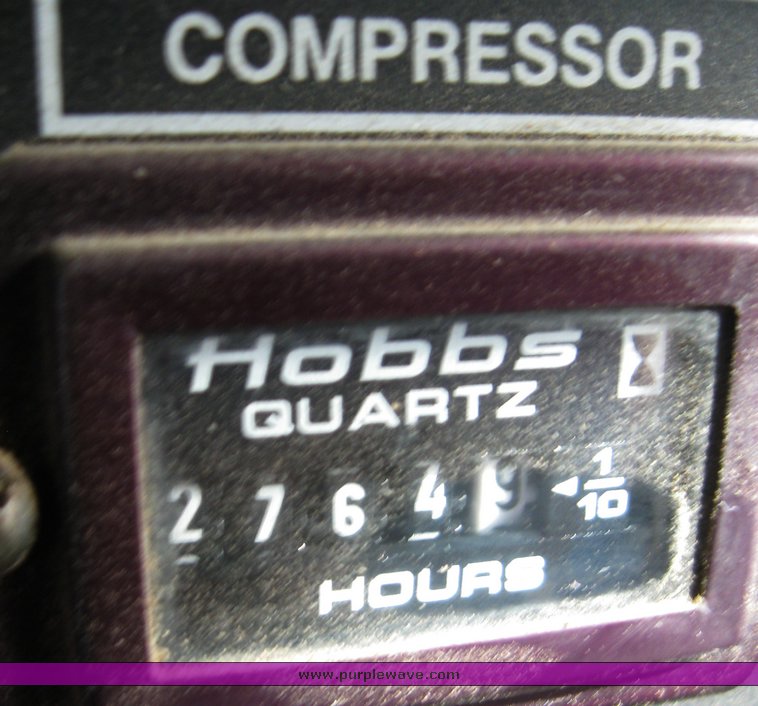 COMPRESSOR
Hobbs
QUARTZ
2 7 6 4 9 ◄ 1/10
HOURS
www.purplewave.com